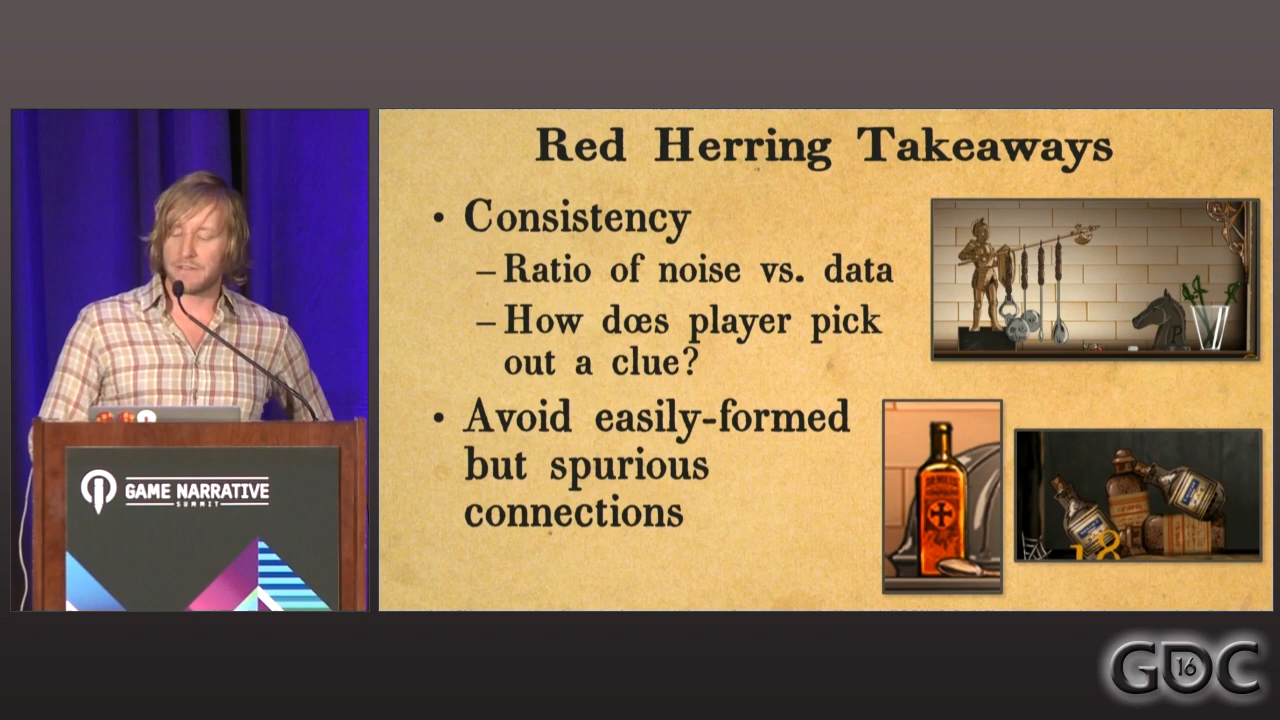 Red Herring Takeaways
• Consistency
– Ratio of noise vs. data
– How dœs player pick
out a clue?
• Avoid easily-formed
but spurious
connections
18
GAME NARRATIVE
SUMMIT
GDC
16